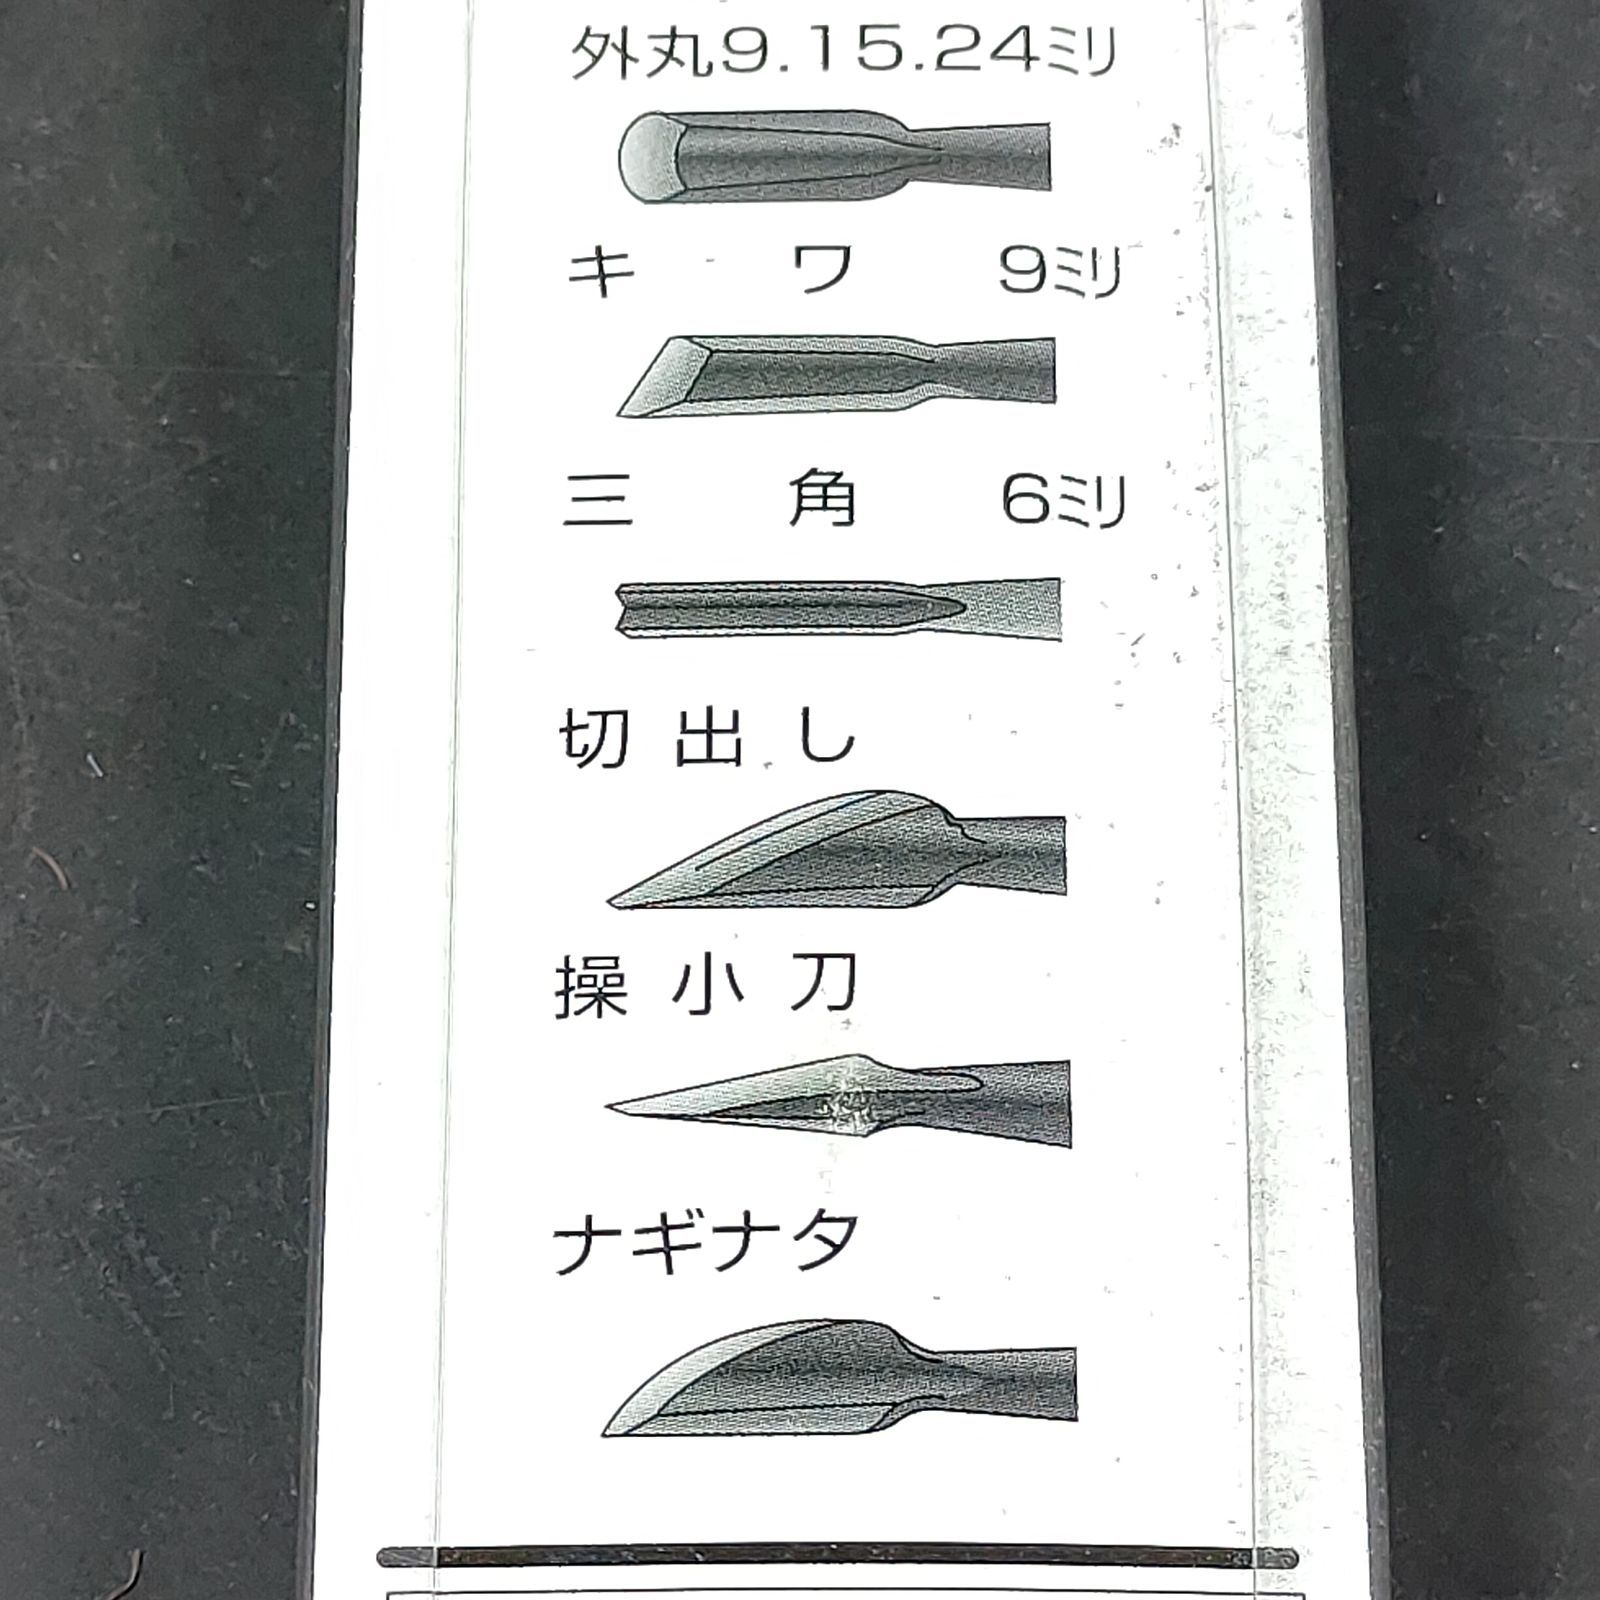 外丸9.15.24ミリ
キワ 9ミリ
三角 6ミリ
切出し
操小刀
ナギナタ